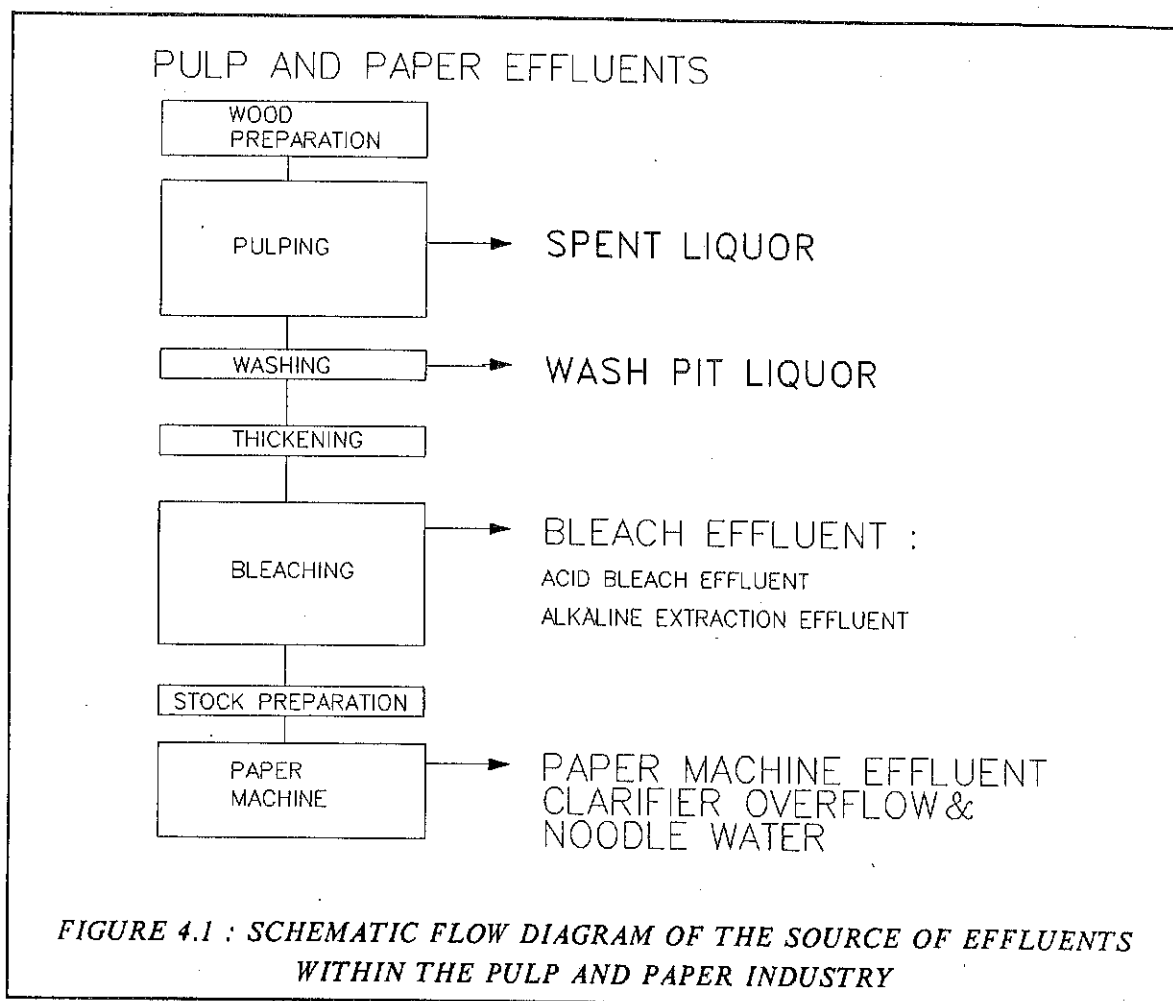 PULP AND PAPER EFFLUENTS
WOOD
PREPARATION
PULPING
SPENT LIQUOR
WASHING
WASH PIT LIQUOR
THICKENING
BLEACHING
BLEACH EFFLUENT :
ACID BLEACH EFFLUENT
ALKALINE EXTRACTION EFFLUENT
STOCK PREPARATION
PAPER
MACHINE
PAPER MACHINE EFFLUENT
CLARIFIER OVERFLOW &
NOODLE WATER
FIGURE 4.1 : SCHEMATIC FLOW DIAGRAM OF THE SOURCE OF EFFLUENTS
WITHIN THE PULP AND PAPER INDUSTRY